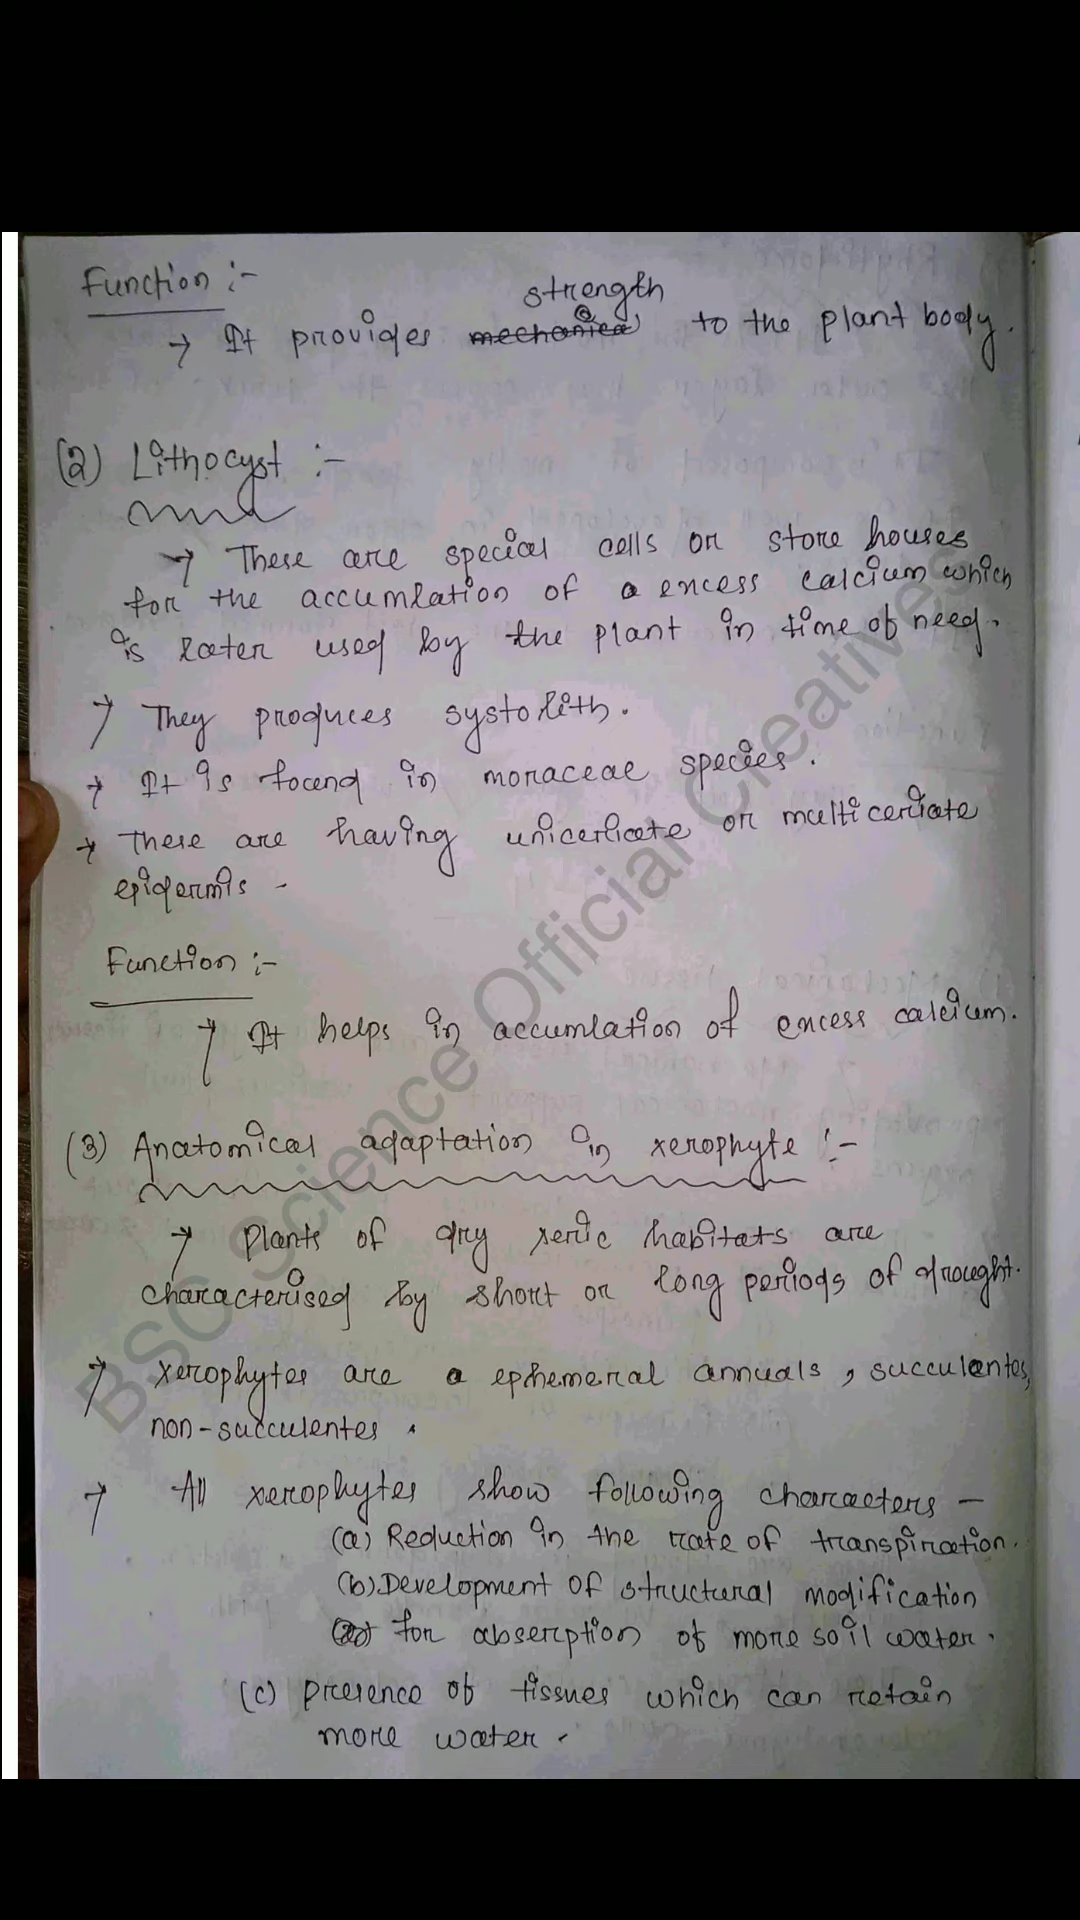 Function :-
strength
→ It provides mechanical to the plant body.
(2) Lithocyst :-
→ These are special cells or store houses
for the accumlation of a excess calcium which
is later used by the plant in time of need.
→ They produces systolith.
→ It is found in moraceae species.
→ These are having unicerlicate or multiceriate
epidermis -
Function :-
→ It helps in accumlation of excess calcium.
(3) Anatomical adaptation in xerophyte :-
→ plants of dry xeric habitats are
characterised by short or long periods of drought.
→ xerophytes are a ephemeral annuals, succulentes,
non-succulentes.
→ All xerophytes show following characters -
(a) Reduction in the rate of transpiration.
(b) Development of structural modification
for abserption of more soil water.
(c) presence of tissues which can retain
more water -
BSC Science Official Creatives